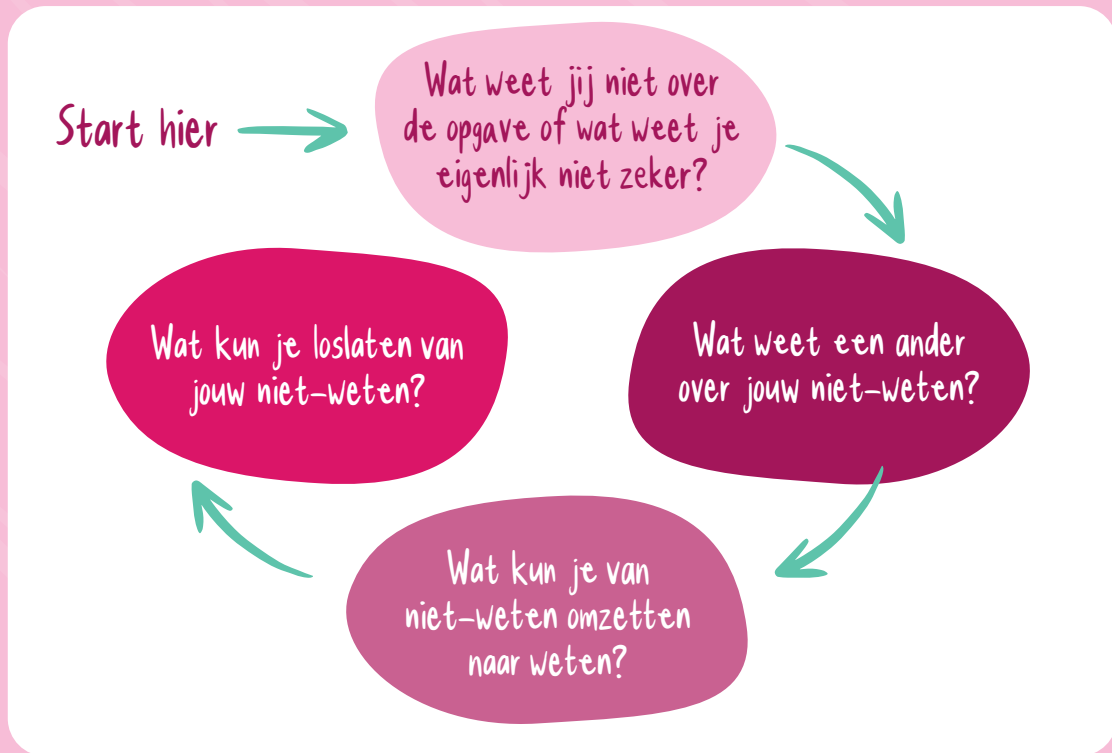 Start hier
Wat weet jij niet over
de opgave of wat weet je
eigenlijk niet zeker?
Wat weet een ander
over jouw niet-weten?
Wat kun je van
niet-weten omzetten
naar weten?
Wat kun je loslaten van
jouw niet-weten?